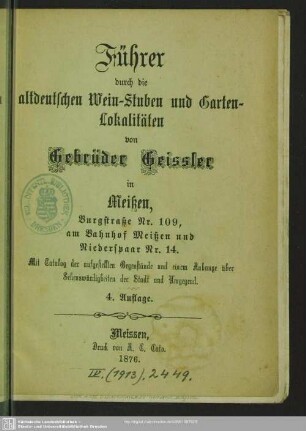 Führer
durch die
altdeutschen Wein-Stuben und Garten-
Lokalitäten
von
Gebrüder Geissler
in
Meißen,
Burgstraße Nr. 109,
am Bahnhof Meißen und
Niederspaar Nr. 14.
Mit Catalog der aufgestellten Gegenstände und einem Anhange über
Sehenswürdigkeiten der Stadt und Umgegend.
4. Auflage.
Meissen,
Druck von
1876.
IV. (1913), 2449.